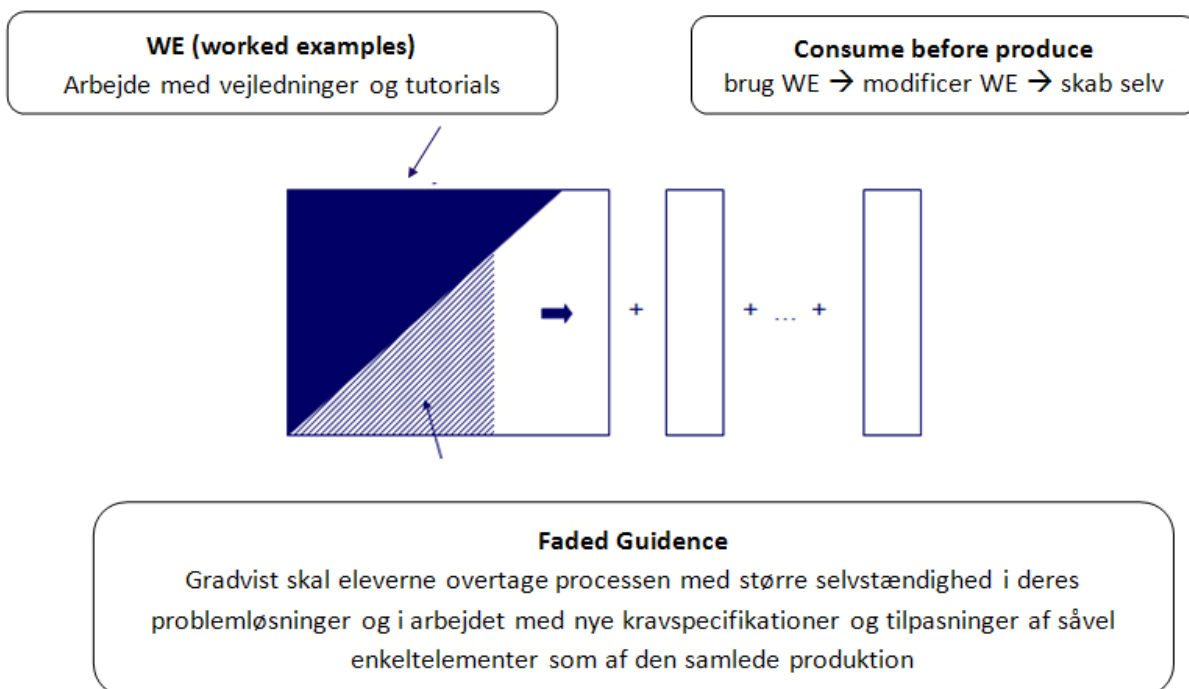 WE (worked examples)
Arbejde med vejledninger og tutorials
Consume before produce
brug WE → modificer WE → skab selv
+ + ... +
Faded Guidence
Gradvist skal eleverne overtage processen med større selvstændighed i deres
problemløsninger og i arbejdet med nye kravspecifikationer og tilpasninger af såvel
enkeltelementer som af den samlede produktion